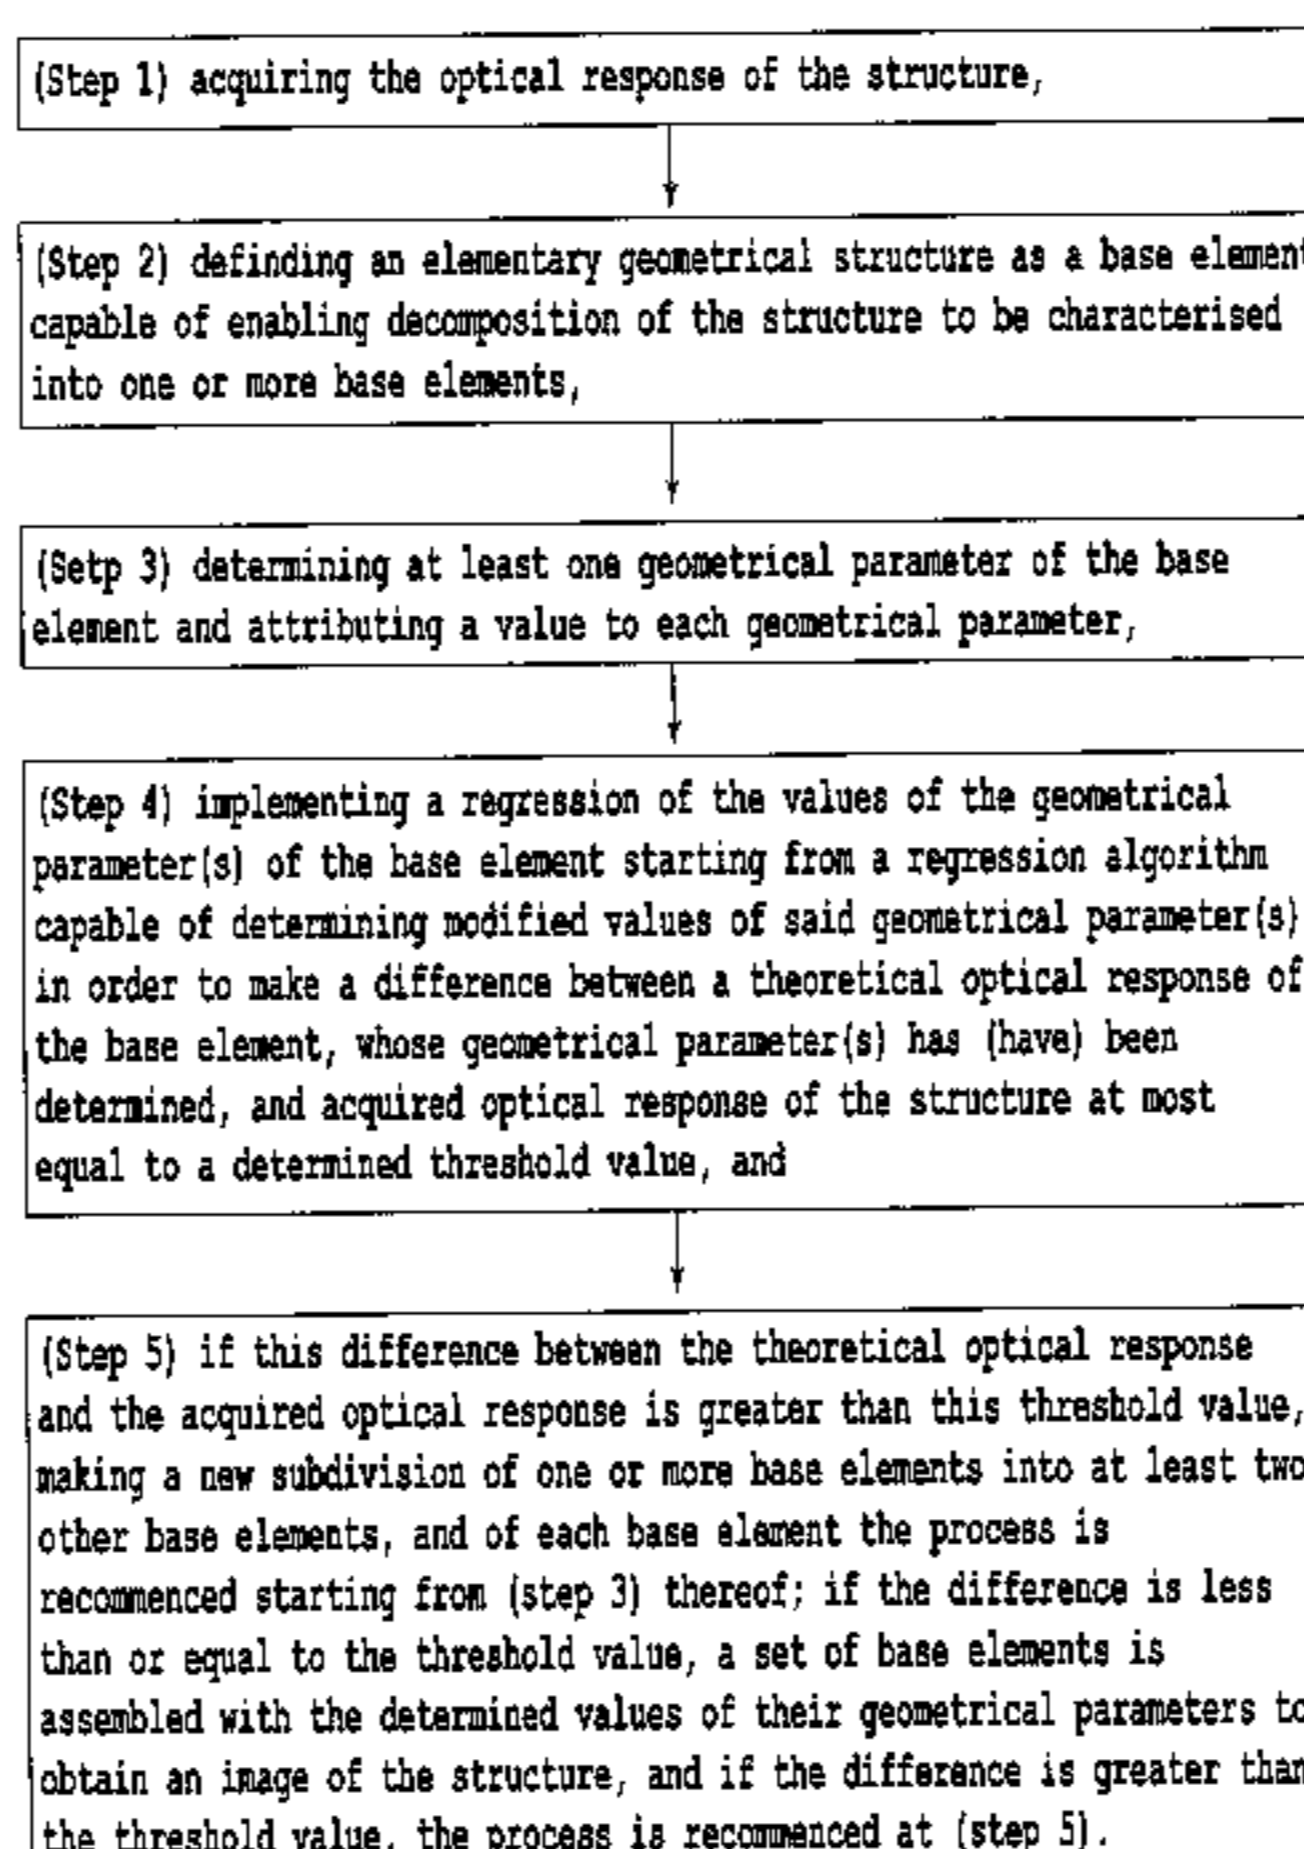 (Step 1) acquiring the optical response of the structure,
(Step 2) definding an elementary geometrical structure as a base element
capable of enabling decomposition of the structure to be characterised
into one or more base elements,
(Setp 3) determining at least one geometrical parameter of the base
element and attributing a value to each geometrical parameter,
(Step 4) implementing a regression of the values of the geometrical
parameter(s) of the base element starting from a regression algorithm
capable of determining modified values of said geometrical parameter(s)
in order to make a difference between a theoretical optical response of
the base element, whose geometrical parameter(s) has (have) been
determined, and acquired optical response of the structure at most
equal to a determined threshold value, and
(Step 5) if this difference between the theoretical optical response
and the acquired optical response is greater than this threshold value,
making a new subdivision of one or more base elements into at least two
other base elements, and of each base element the process is
recommenced starting from (step 3) thereof; if the difference is less
than or equal to the threshold value, a set of base elements is
assembled with the determined values of their geometrical parameters to
obtain an image of the structure, and if the difference is greater than
the threshold value, the process is recommenced at (step 5).